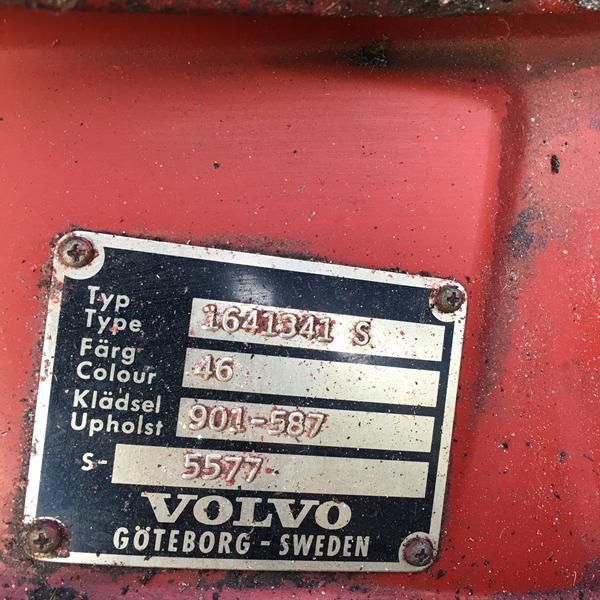 Typ
Type 1641341 S
Färg
Colour 46
Klädsel
Upholst 901-587
S- 5577
VOLVO
GÖTEBORG - SWEDEN